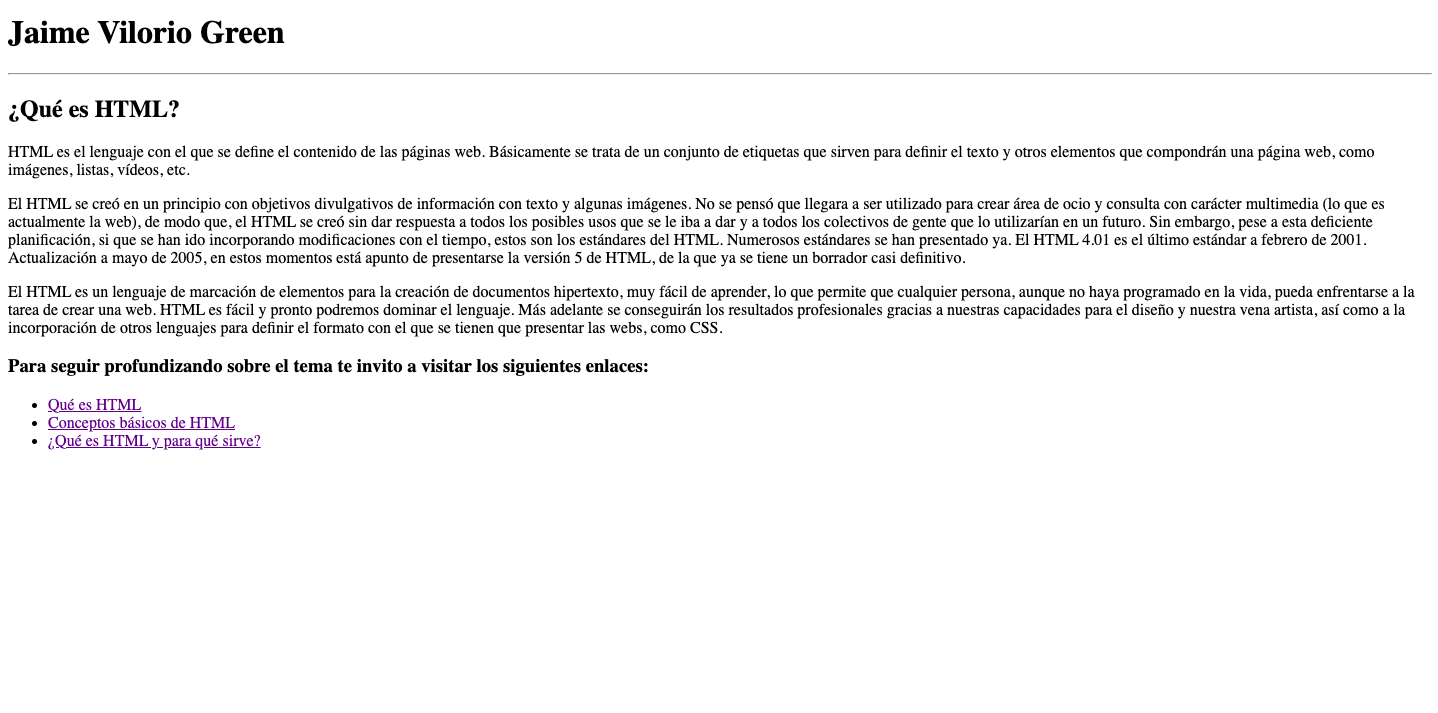 Jaime Vilorio Green
¿Qué es HTML?
HTML es el lenguaje con el que se define el contenido de las páginas web. Básicamente se trata de un conjunto de etiquetas que sirven para definir el texto y otros elementos que compondrán una página web, como
imágenes, listas, vídeos, etc.
El HTML se creó en un principio con objetivos divulgativos de información con texto y algunas imágenes. No se pensó que llegara a ser utilizado para crear área de ocio y consulta con carácter multimedia (lo que es
actualmente la web), de modo que, el HTML se creó sin dar respuesta a todos los posibles usos que se le iba a dar y a todos los colectivos de gente que lo utilizarían en un futuro. Sin embargo, pese a esta deficiente
planificación, si que se han ido incorporando modificaciones con el tiempo, estos son los estándares del HTML. Numerosos estándares se han presentado ya. El HTML 4.01 es el último estándar a febrero de 2001.
Actualización a mayo de 2005, en estos momentos está apunto de presentarse la versión 5 de HTML, de la que ya se tiene un borrador casi definitivo.
El HTML es un lenguaje de marcación de elementos para la creación de documentos hipertexto, muy fácil de aprender, lo que permite que cualquier persona, aunque no haya programado en la vida, pueda enfrentarse a la
tarea de crear una web. HTML es fácil y pronto podremos dominar el lenguaje. Más adelante se conseguirán los resultados profesionales gracias a nuestras capacidades para el diseño y nuestra vena artista, así como a la
incorporación de otros lenguajes para definir el formato con el que se tienen que presentar las webs, como CSS.
Para seguir profundizando sobre el tema te invito a visitar los siguientes enlaces:
• Qué es HTML
• Conceptos básicos de HTML
• ¿Qué es HTML y para qué sirve?